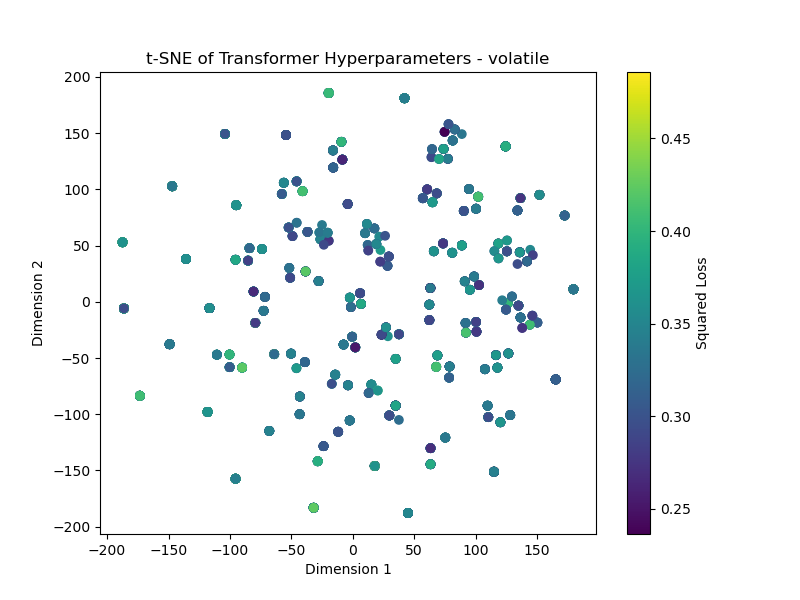 t-SNE of Transformer Hyperparameters - volatile
200
150
100
50
0
−50
−100
−150
−200
Dimension 2
−200 −150 −100 −50 0 50 100 150
Dimension 1
0.45
0.40
0.35
0.30
0.25
Squared Loss